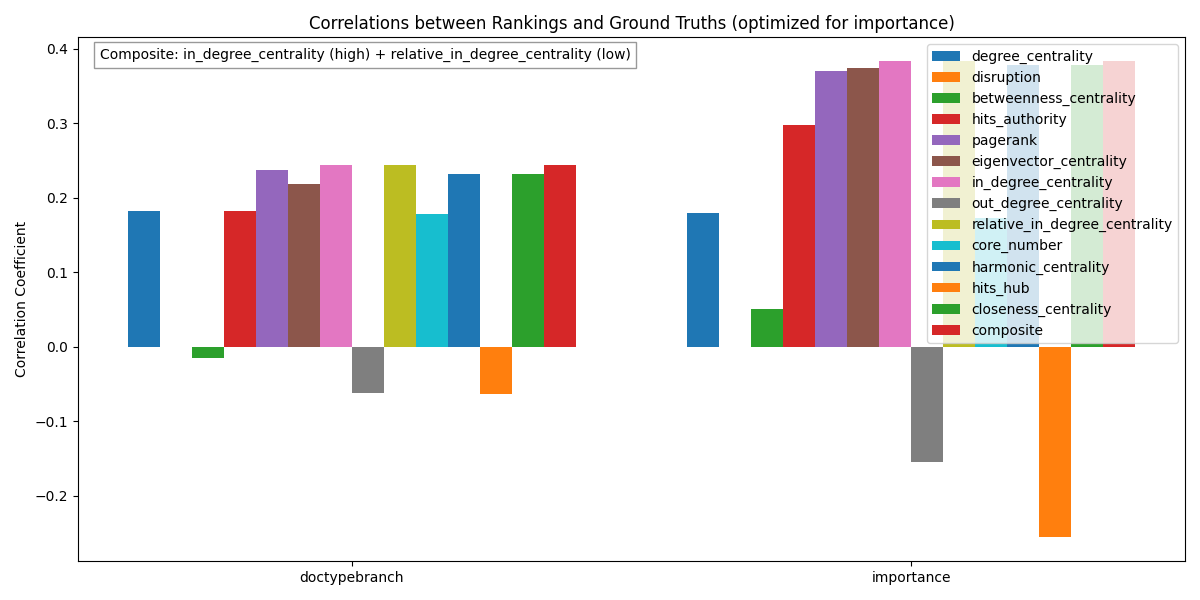 Correlations between Rankings and Ground Truths (optimized for importance)
Composite: in_degree_centrality (high) + relative_in_degree_centrality (low)
degree_centrality
disruption
betweenness_centrality
hits_authority
pagerank
eigenvector_centrality
in_degree_centrality
out_degree_centrality
relative_in_degree_centrality
core_number
harmonic_centrality
hits_hub
closeness_centrality
composite
Correlation Coefficient
0.4
0.3
0.2
0.1
0.0
−0.1
−0.2
doctypebranch
importance